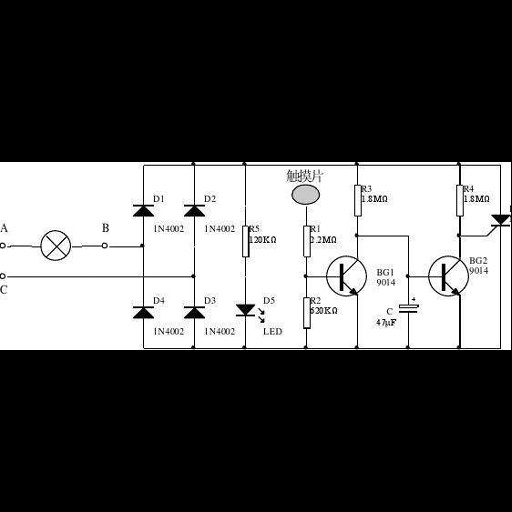 触摸片
A
B
C
D1
1N4002
D2
1N4002
R5
120KΩ
R1
2.2MΩ
R3
1.8MΩ
R4
1.8MΩ
BG1
9014
BG2
9014
D4
1N4002
D3
1N4002
D5
LED
R2
620KΩ
C
47μF
+